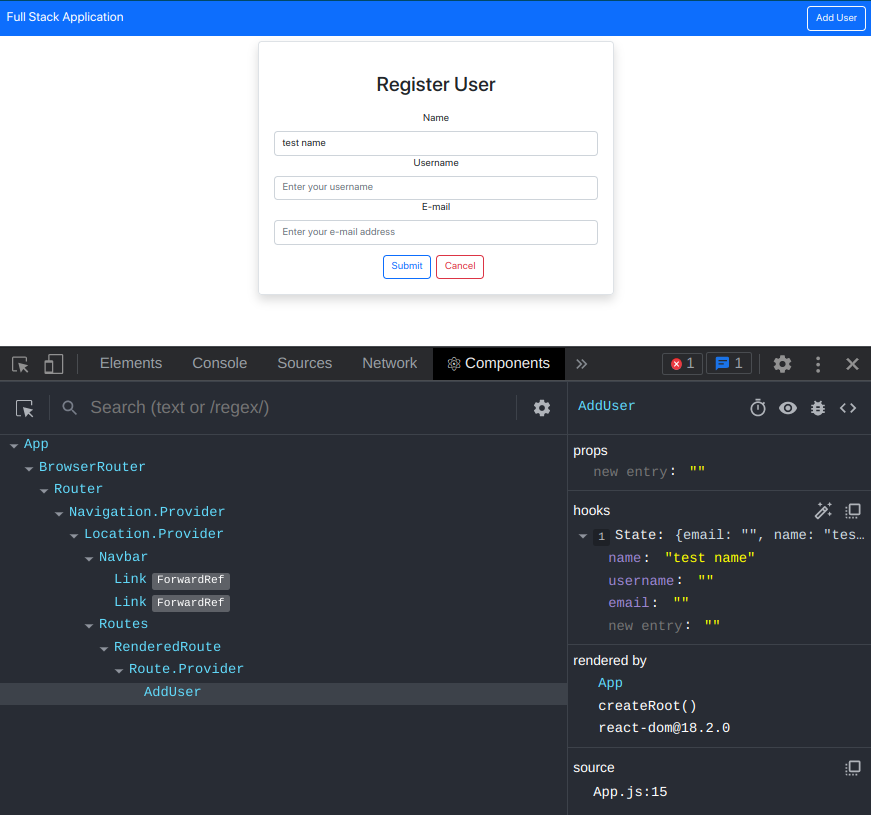 Full Stack Application Add User
Register User
Name
test name
Username
Enter your username
E-mail
Enter your e-mail address
Submit Cancel
Elements Console Sources Network Components » 1 1
Search (text or /regex/)
App
BrowserRouter
Router
Navigation.Provider
Location.Provider
Navbar
Link ForwardRef
Link ForwardRef
Routes
RenderedRoute
Route.Provider
AddUser
AddUser
props
new entry: ""
hooks
1 State: {email: "", name: "tes…
name: "test name"
username: ""
email: ""
new entry: ""
rendered by
App
createRoot()
react-dom@18.2.0
source
App.js:15